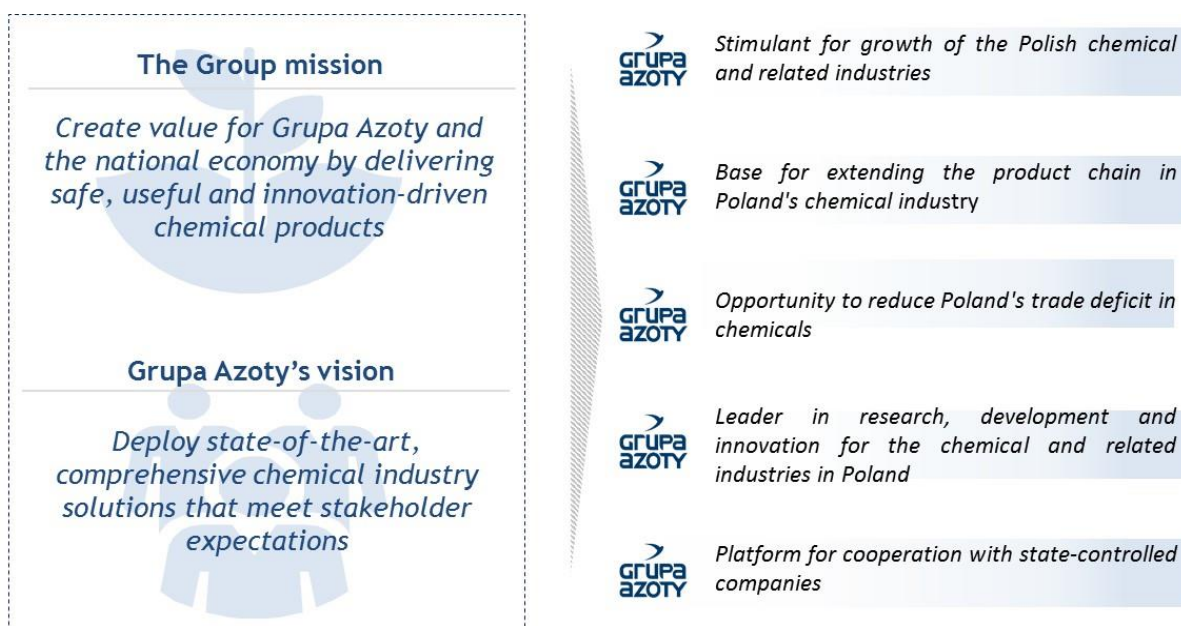 The Group mission
Create value for Grupa Azoty and
the national economy by delivering
safe, useful and innovation-driven
chemical products
Grupa Azoty’s vision
Deploy state-of-the-art,
comprehensive chemical industry
solutions that meet stakeholder
expectations
GRUPA
AZOTY
Stimulant for growth of the Polish chemical
and related industries
GRUPA
AZOTY
Base for extending the product chain in
Poland's chemical industry
GRUPA
AZOTY
Opportunity to reduce Poland's trade deficit in
chemicals
GRUPA
AZOTY
Leader in research, development and
innovation for the chemical and related
industries in Poland
GRUPA
AZOTY
Platform for cooperation with state-controlled
companies